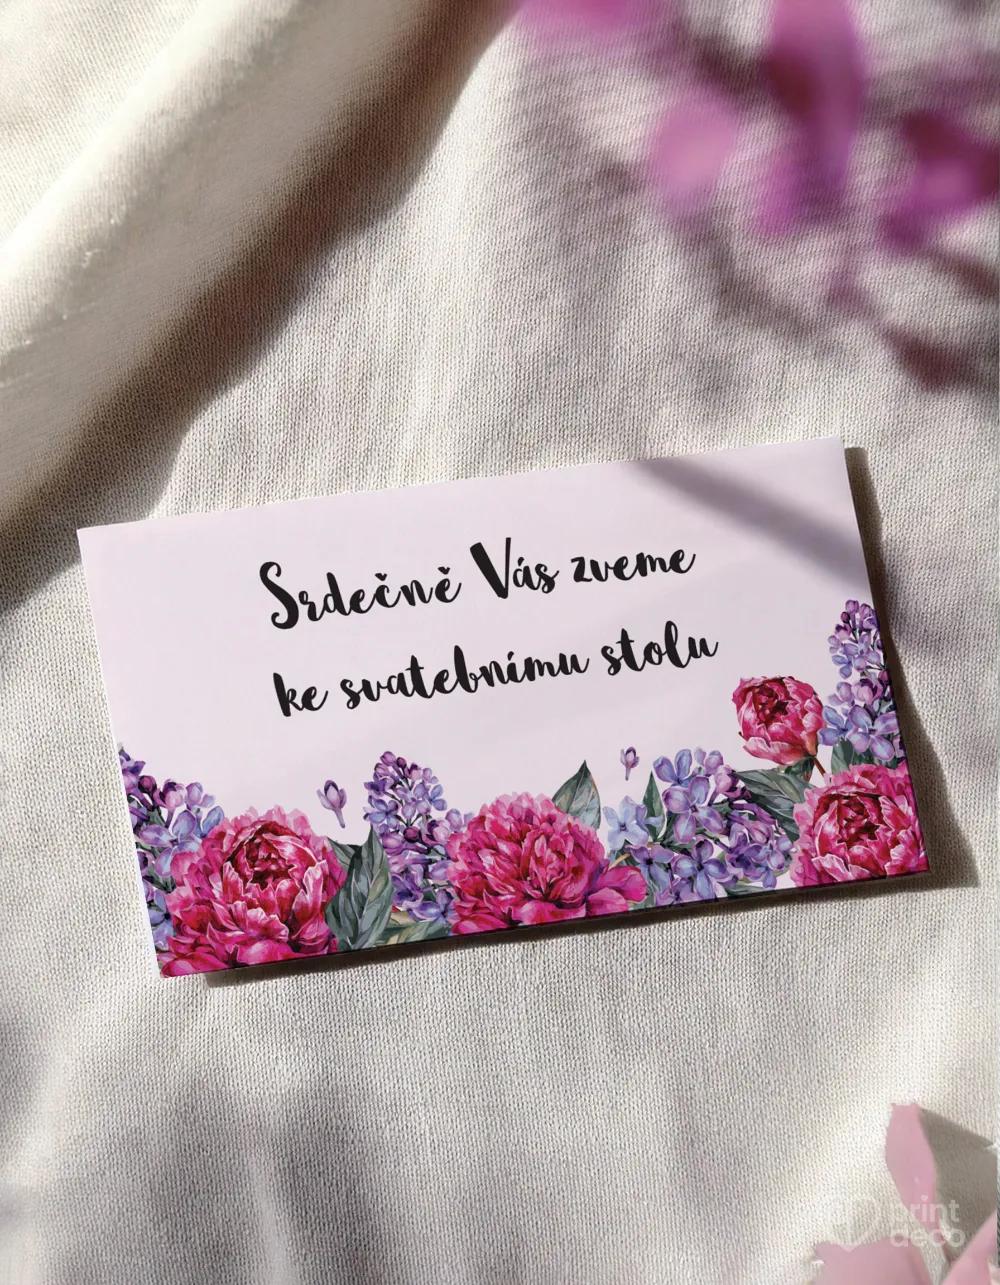 Srdečně Vás zveme
ke svatebnímu stolu
print
deco